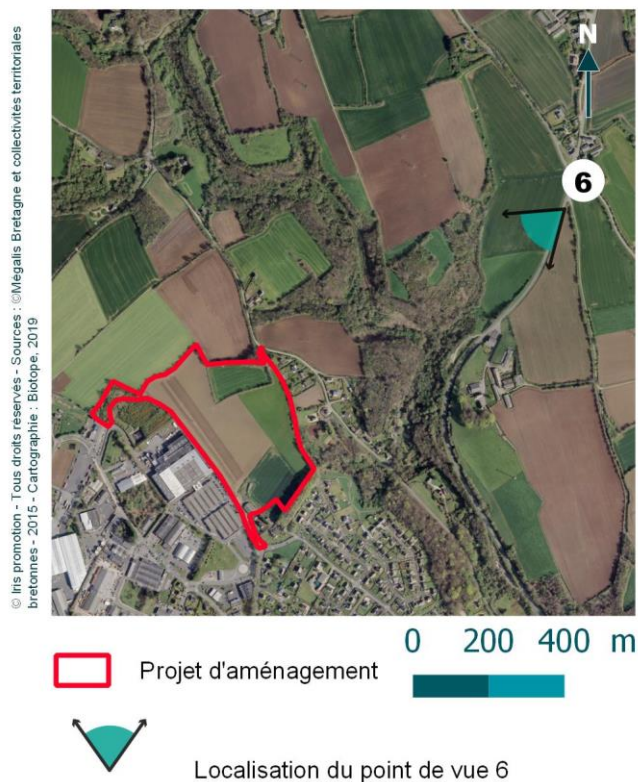 © Iris promotion - Tous droits réservés - Sources : ©Mégalis Bretagne et collectivités territoriales
bretonnes - 2015 - Cartographie : Biotope, 2019
N
6
0 200 400 m
Projet d'aménagement
Localisation du point de vue 6